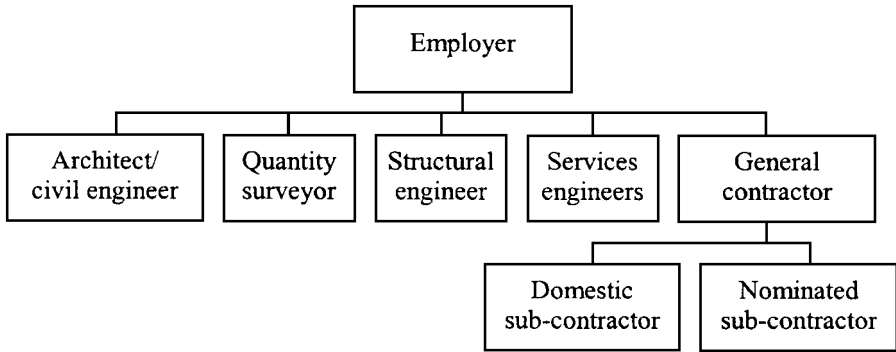 Employer
Architect/
civil engineer
Quantity
surveyor
Structural
engineer
Services
engineers
General
contractor
Domestic
sub-contractor
Nominated
sub-contractor